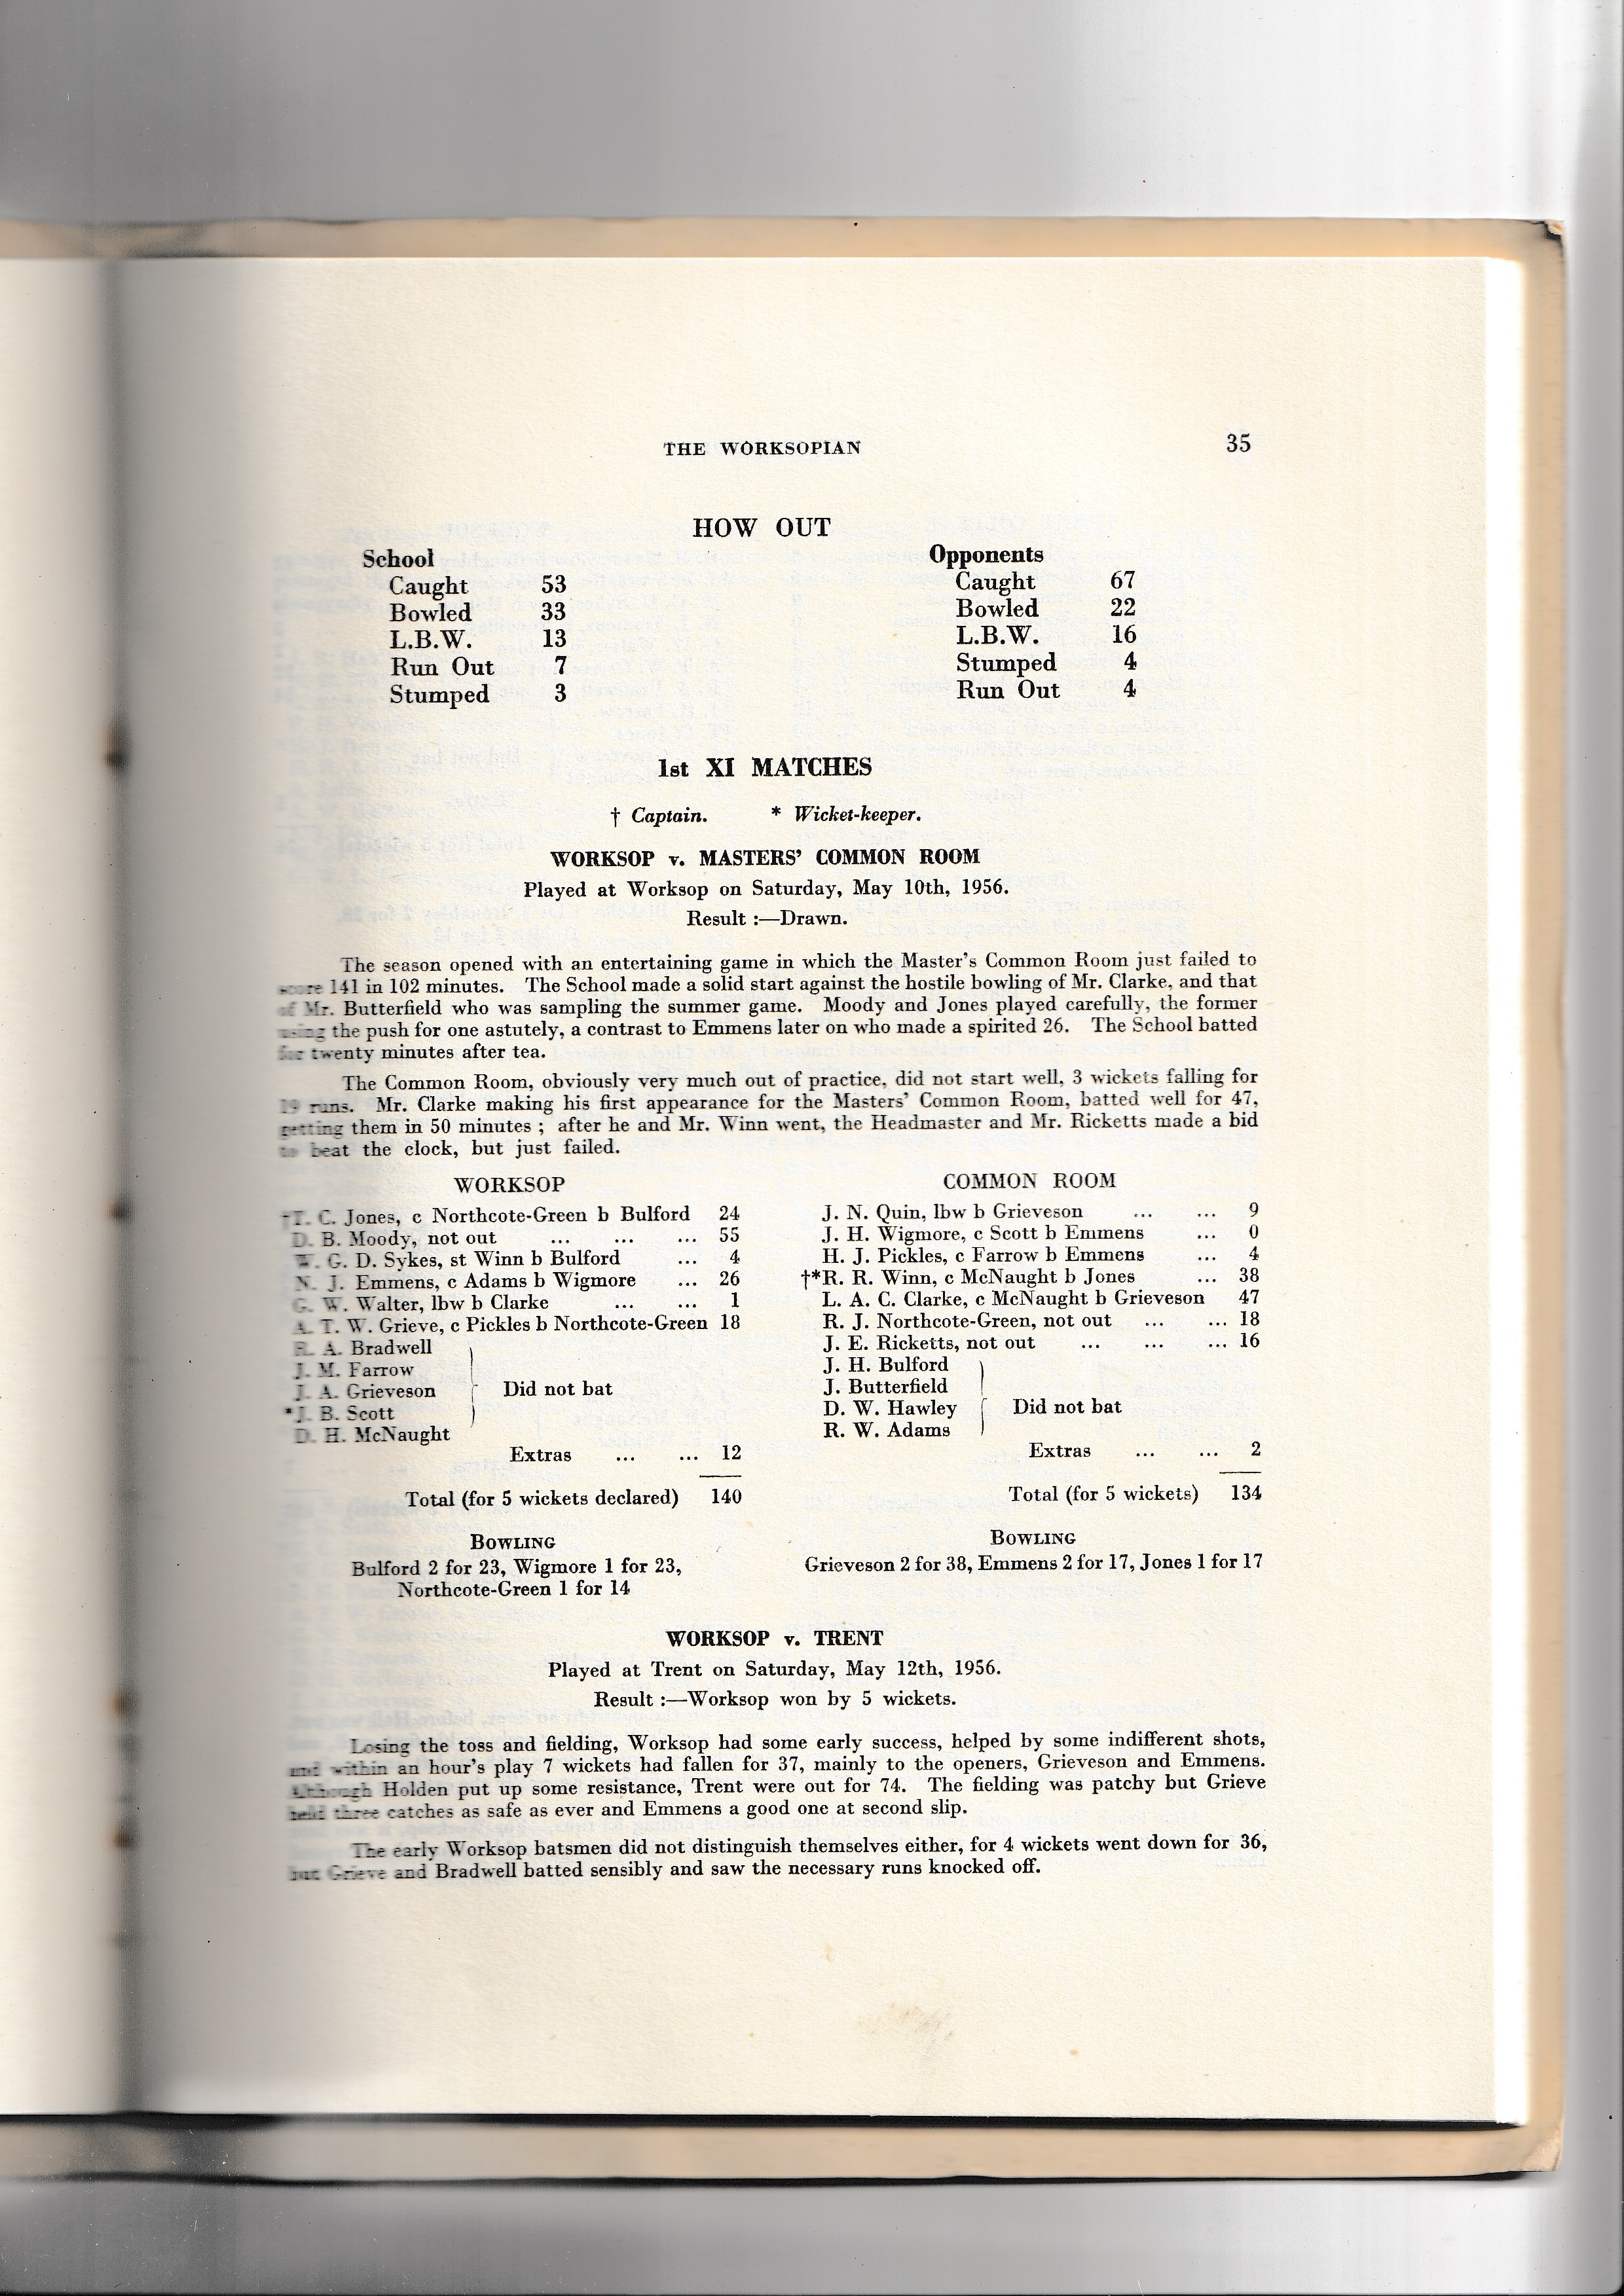 THE WORKSOPIAN 35
HOW OUT
School Opponents
Caught 53 Caught 67
Bowled 33 Bowled 22
L.B.W. 13 L.B.W. 16
Run Out 7 Stumped 4
Stumped 3 Run Out 4
1st XI MATCHES
† Captain. * Wicket-keeper.
WORKSOP v. MASTERS' COMMON ROOM
Played at Worksop on Saturday, May 10th, 1956.
Result :—Drawn.
The season opened with an entertaining game in which the Master's Common Room just failed to
score 141 in 102 minutes. The School made a solid start against the hostile bowling of Mr. Clarke, and that
of Mr. Butterfield who was sampling the summer game. Moody and Jones played carefully, the former
using the push for one astutely, a contrast to Emmens later on who made a spirited 26. The School batted
for twenty minutes after tea.
The Common Room, obviously very much out of practice, did not start well, 3 wickets falling for
19 runs. Mr. Clarke making his first appearance for the Masters' Common Room, batted well for 47,
getting them in 50 minutes ; after he and Mr. Winn went, the Headmaster and Mr. Ricketts made a bid
to beat the clock, but just failed.
WORKSOP
†T. C. Jones, c Northcote-Green b Bulford 24
D. B. Moody, not out ... ... ... 55
W. G. D. Sykes, st Winn b Bulford ... 4
N. J. Emmens, c Adams b Wigmore ... 26
G. W. Walter, lbw b Clarke ... ... 1
A. T. W. Grieve, c Pickles b Northcote-Green 18
R. A. Bradwell
J. M. Farrow
J. A. Grieveson Did not bat
*J. B. Scott
D. H. McNaught
Extras ... ... 12
Total (for 5 wickets declared) 140
BOWLING
Bulford 2 for 23, Wigmore 1 for 23,
Northcote-Green 1 for 14
COMMON ROOM
J. N. Quin, lbw b Grieveson ... ... 9
J. H. Wigmore, c Scott b Emmens ... 0
H. J. Pickles, c Farrow b Emmens ... 4
†*R. R. Winn, c McNaught b Jones ... 38
L. A. C. Clarke, c McNaught b Grieveson 47
R. J. Northcote-Green, not out ... ... 18
J. E. Ricketts, not out ... ... ... 16
J. H. Bulford
J. Butterfield
D. W. Hawley Did not bat
R. W. Adams
Extras ... ... 2
Total (for 5 wickets) 134
BOWLING
Grieveson 2 for 38, Emmens 2 for 17, Jones 1 for 17
WORKSOP v. TRENT
Played at Trent on Saturday, May 12th, 1956.
Result :—Worksop won by 5 wickets.
Losing the toss and fielding, Worksop had some early success, helped by some indifferent shots,
and within an hour's play 7 wickets had fallen for 37, mainly to the openers, Grieveson and Emmens.
Although Holden put up some resistance, Trent were out for 74. The fielding was patchy but Grieve
held three catches as safe as ever and Emmens a good one at second slip.
The early Worksop batsmen did not distinguish themselves either, for 4 wickets went down for 36,
but Grieve and Bradwell batted sensibly and saw the necessary runs knocked off.